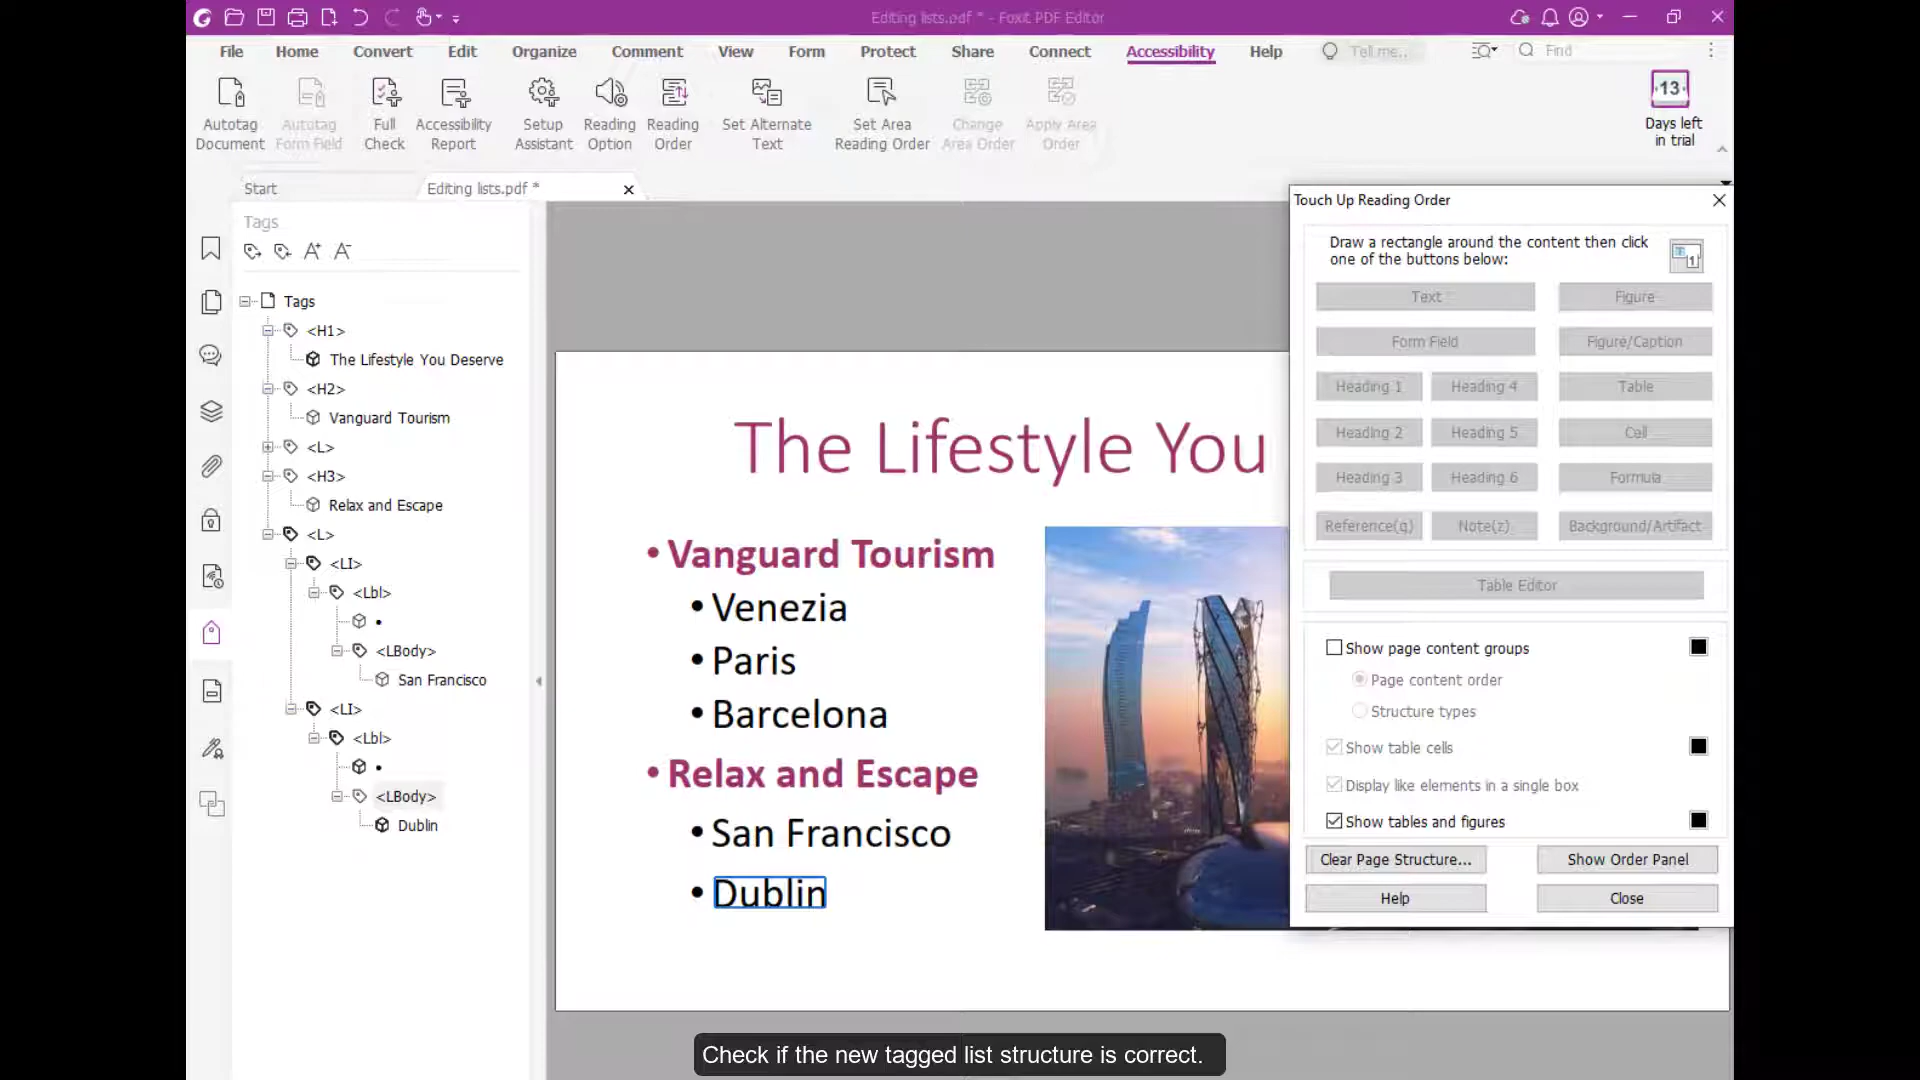 Editing lists.pdf * - Foxit PDF Editor
File Home Convert Edit Organize Comment View Form Protect Share Connect Accessibility Help Tell me... Find
Autotag Document
Autotag Form Field
Full Check
Accessibility Report
Setup Assistant
Reading Option
Reading Order
Set Alternate Text
Set Area Reading Order
Change Area Order
Apply Area Order
13
Days left in trial
Start
Editing lists.pdf *
Tags
Tags
<H1>
The Lifestyle You Deserve
<H2>
Vanguard Tourism
<L>
<H3>
Relax and Escape
<L>
<LI>
<Lbl>
•
<LBody>
San Francisco
<LI>
<Lbl>
•
<LBody>
Dublin
The Lifestyle You
• Vanguard Tourism
• Venezia
• Paris
• Barcelona
• Relax and Escape
• San Francisco
• Dublin
Touch Up Reading Order
Draw a rectangle around the content then click
one of the buttons below:
Text Figure
Form Field Figure/Caption
Heading 1 Heading 4 Table
Heading 2 Heading 5 Cell
Heading 3 Heading 6 Formula
Reference(q) Note(z) Background/Artifact
Table Editor
Show page content groups
Page content order
Structure types
Show table cells
Display like elements in a single box
Show tables and figures
Clear Page Structure... Show Order Panel
Help Close
Check if the new tagged list structure is correct.